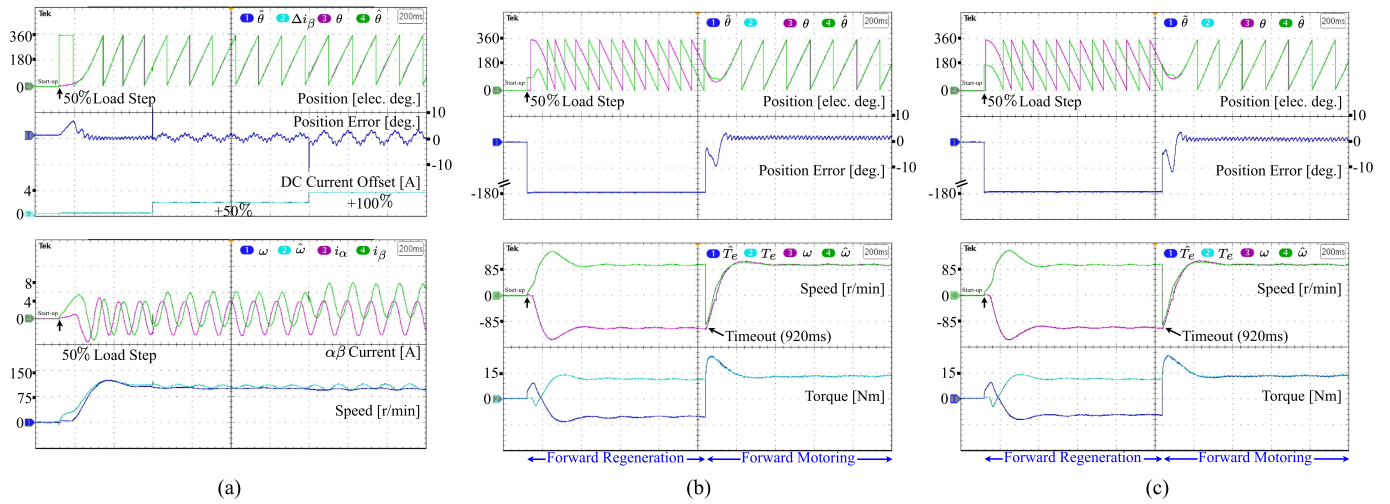 Tek
1 θ̃ 2 Δi_β 3 θ 4 θ̂ 200ms
360
180
0
Start-up
50% Load Step
Position [elec. deg.]
Position Error [deg.]
10
0
-10
DC Current Offset [A]
4
0
+50%
+100%
Tek
1 ω 2 ω̂ 3 i_α 4 i_β 200ms
8
4
0
Start-up
50% Load Step
αβ Current [A]
150
75
0
Speed [r/min]
(a)
Tek
1 θ̃ 2 3 θ 4 θ̂ 200ms
360
180
0
Start-up
50% Load Step
Position [elec. deg.]
10
0
-10
Position Error [deg.]
-180
Tek
1 T̂_e 2 T_e 3 ω 4 ω̂ 200ms
85
0
-85
Start-up
Speed [r/min]
Timeout (920ms)
25
0
Torque [Nm]
Forward Regeneration
Forward Motoring
(b)
Tek
1 θ̃ 2 3 θ 4 θ̂ 200ms
360
180
0
Start-up
50% Load Step
Position [elec. deg.]
10
0
-10
Position Error [deg.]
-180
Tek
1 T̂_e 2 T_e 3 ω 4 ω̂ 200ms
85
0
-85
Start-up
Speed [r/min]
Timeout (920ms)
25
0
Torque [Nm]
Forward Regeneration
Forward Motoring
(c)